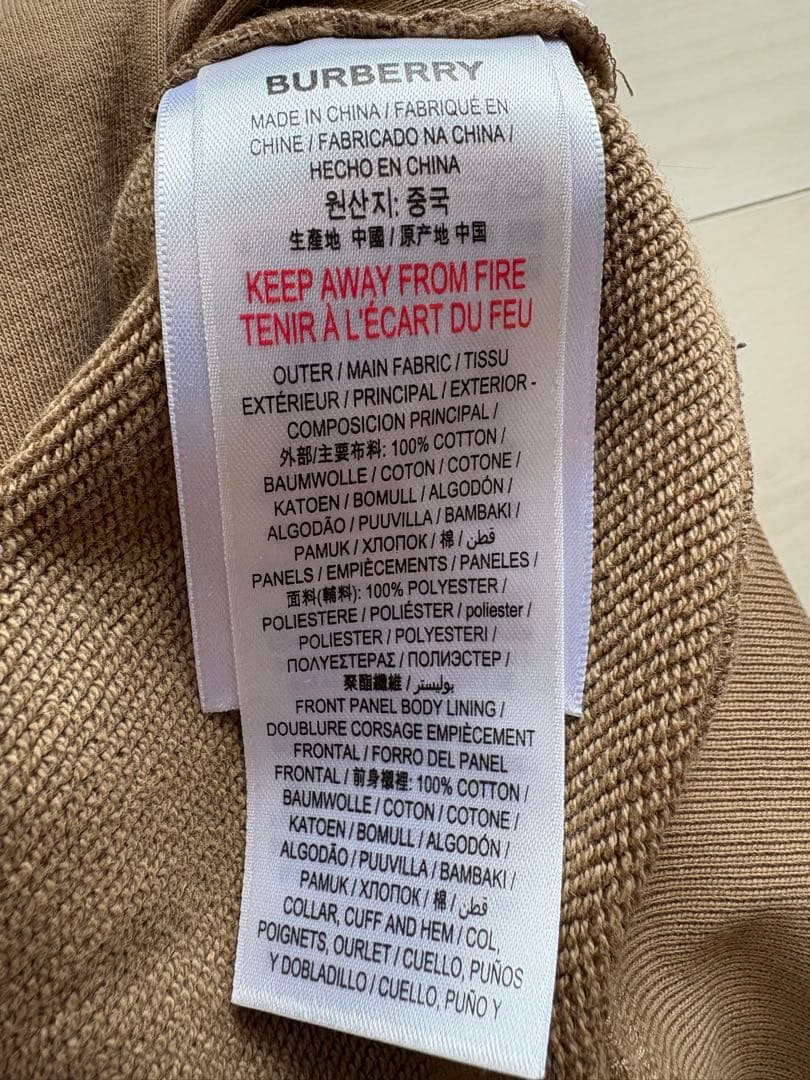 BURBERRY
MADE IN CHINA / FABRIQUÉ EN
CHINE / FABRICADO NA CHINA /
HECHO EN CHINA
원산지: 중국
生產地 中國 / 原产地 中国
KEEP AWAY FROM FIRE
TENIR À L'ÉCART DU FEU
OUTER / MAIN FABRIC / TISSU
EXTÉRIEUR / PRINCIPAL / EXTERIOR -
COMPOSICION PRINCIPAL /
外部/主要布料: 100% COTTON /
BAUMWOLLE / COTON / COTONE /
KATOEN / BOMULL / ALGODÓN /
ALGODÃO / PUUVILLA / BAMBAKI /
PAMUK / ХЛОПОК / 棉 / قطن
PANELS / EMPIÈCEMENTS / PANELES /
面料(輔料): 100% POLYESTER /
POLIESTERE / POLIÉSTER / poliester /
POLIESTER / POLYESTERI /
ΠΟΛΥΕΣΤΕΡΑΣ / ПОЛИЭСТЕР /
聚酯纖維 / بوليستر
FRONT PANEL BODY LINING /
DOUBLURE CORSAGE EMPIÈCEMENT
FRONTAL / FORRO DEL PANEL
FRONTAL / 前身襯裡: 100% COTTON /
BAUMWOLLE / COTON / COTONE /
KATOEN / BOMULL / ALGODÓN /
ALGODÃO / PUUVILLA / BAMBAKI /
PAMUK / ХЛОПОК / 棉 / قطن
COLLAR, CUFF AND HEM / COL,
POIGNETS, OURLET / CUELLO, PUÑOS
Y DOBLADILLO / CUELLO, PUÑO Y